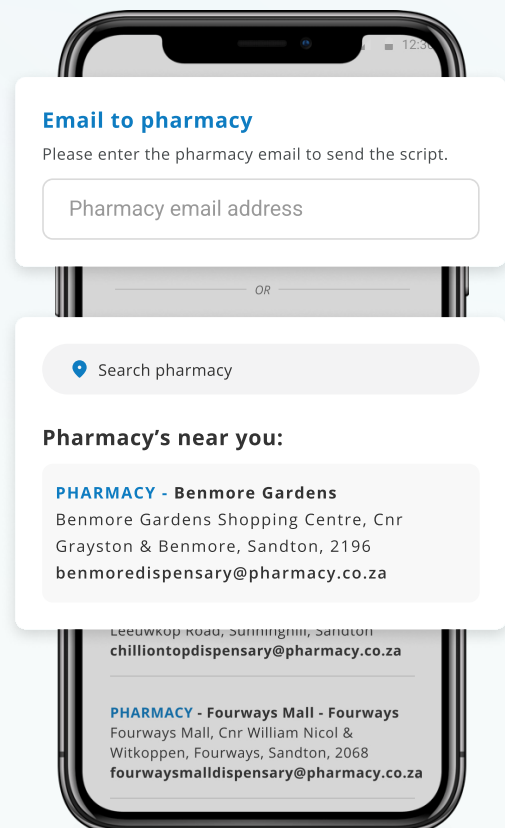 Email to pharmacy
Please enter the pharmacy email to send the script.
Pharmacy email address
OR
Search pharmacy
Pharmacy’s near you:
PHARMACY - Benmore Gardens
Benmore Gardens Shopping Centre, Cnr
Grayston & Benmore, Sandton, 2196
benmoredispensary@pharmacy.co.za
Leeuwkop Road, Sunninghill, Sandton
chilliontopdispensary@pharmacy.co.za
PHARMACY - Fourways Mall - Fourways
Fourways Mall, Cnr William Nicol &
Witkoppen, Fourways, Sandton, 2068
fourwaysmalldispensary@pharmacy.co.za